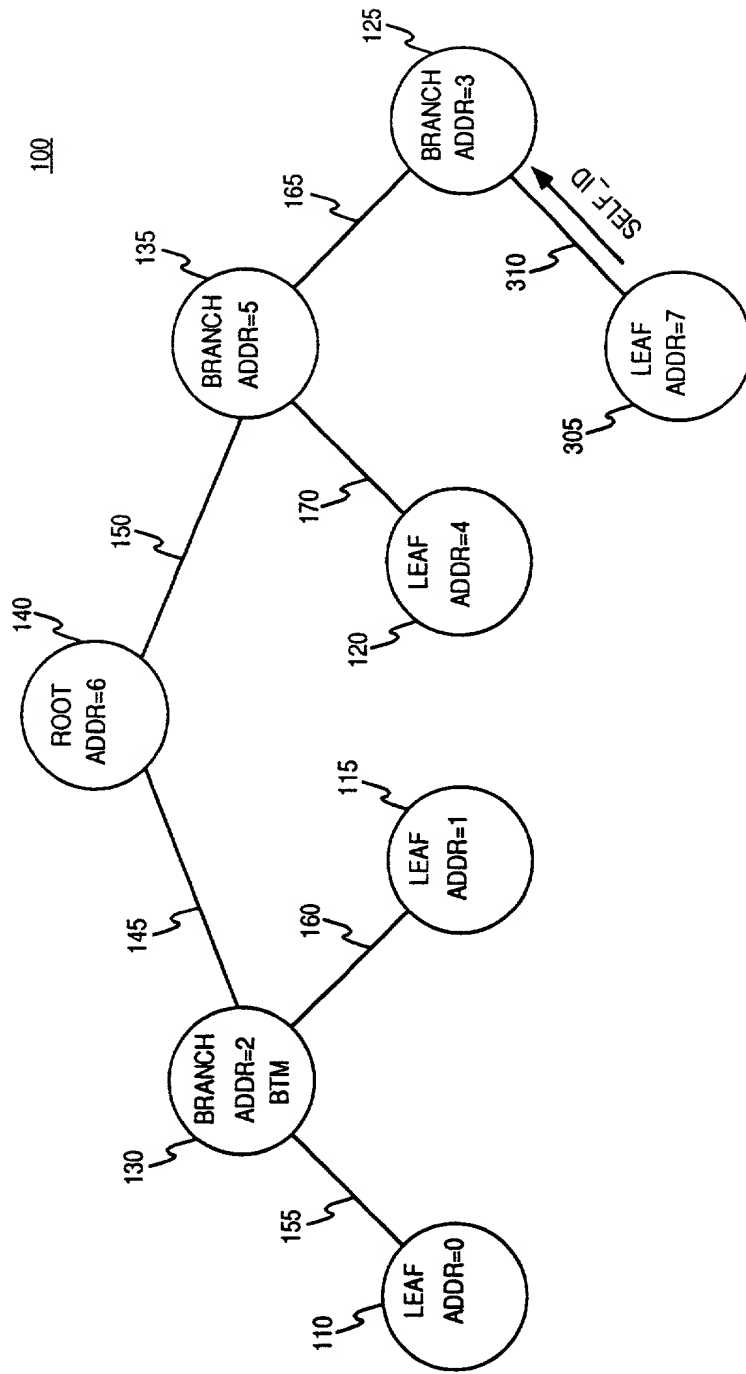 100
140
ROOT
ADDR=6
145
150
130
BRANCH
ADDR=2
BTM
135
BRANCH
ADDR=5
155
160
170
165
110
LEAF
ADDR=0
115
LEAF
ADDR=1
120
LEAF
ADDR=4
125
BRANCH
ADDR=3
310
SELF_ID
305
LEAF
ADDR=7